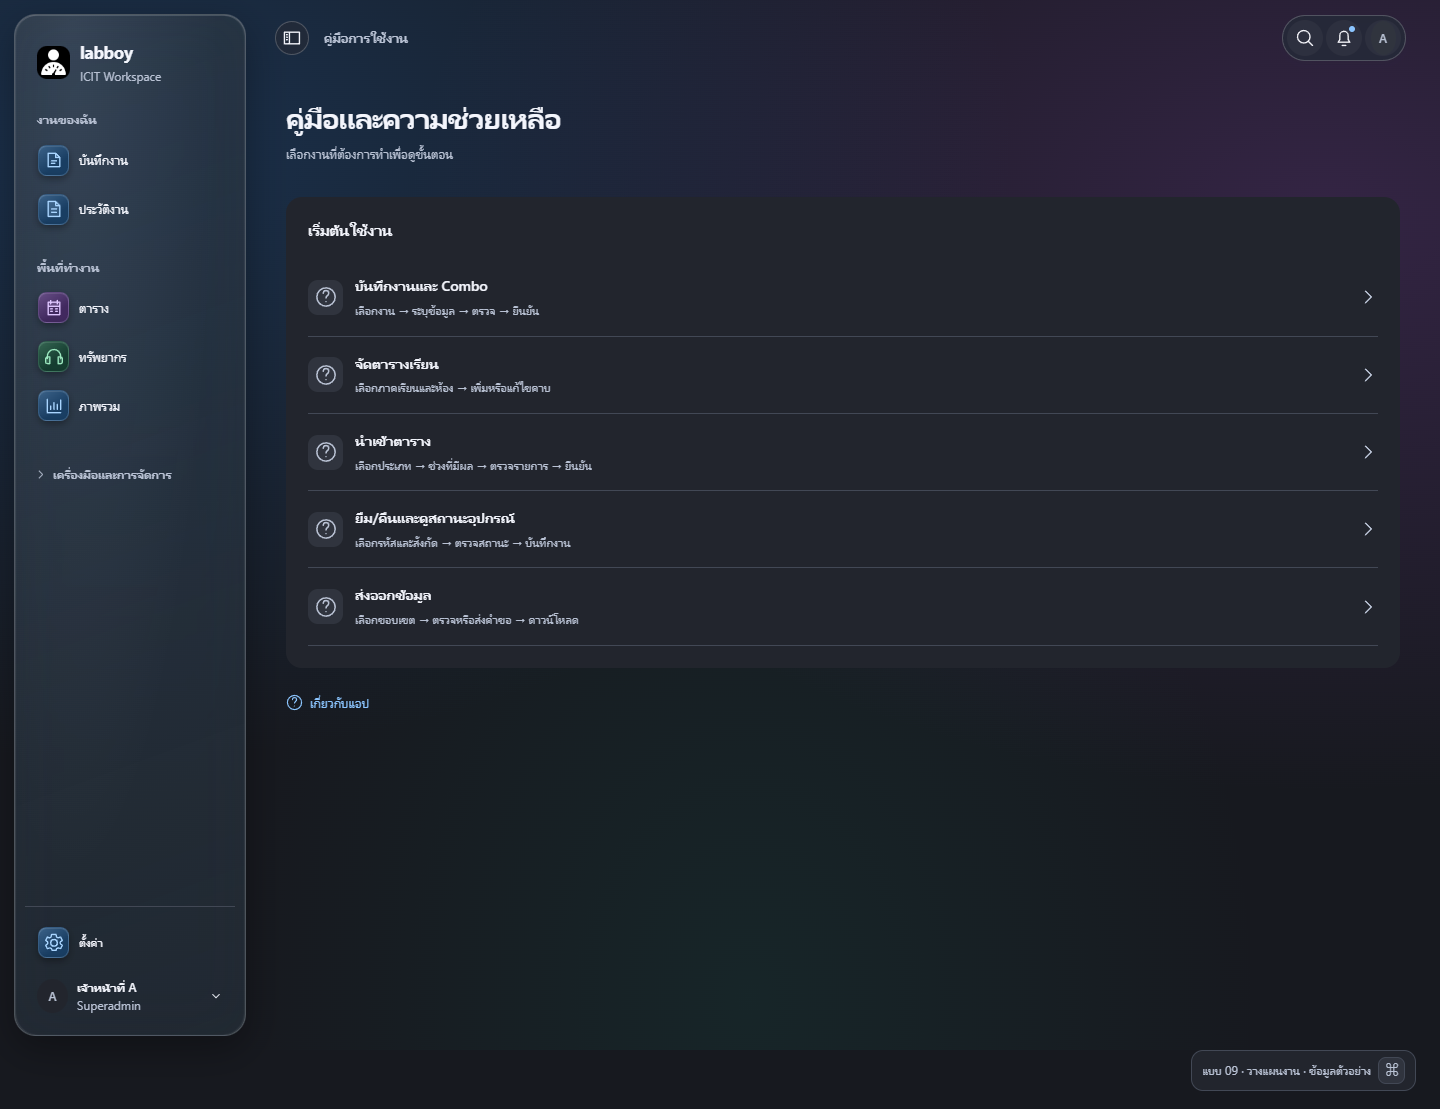 labboy
ICIT Workspace
งานของฉัน
บันทึกงาน
ประวัติงาน
พื้นที่ทำงาน
ตาราง
ทรัพยากร
ภาพรวม
เครื่องมือและการจัดการ
ตั้งค่า
A
เจ้าหน้าที่ A
Superadmin
คู่มือการใช้งาน
A
คู่มือและความช่วยเหลือ
เลือกงานที่ต้องการทำเพื่อดูขั้นตอน
เริ่มต้นใช้งาน
บันทึกงานและ Combo
เลือกงาน → ระบุข้อมูล → ตรวจ → ยืนยัน
จัดตารางเรียน
เลือกภาคเรียนและห้อง → เพิ่มหรือแก้ไขคาบ
นำเข้าตาราง
เลือกประเภท → ช่วงที่มีผล → ตรวจรายการ → ยืนยัน
ยืม/คืนและดูสถานะอุปกรณ์
เลือกรหัสและสังกัด → ตรวจสถานะ → บันทึกงาน
ส่งออกข้อมูล
เลือกขอบเขต → ตรวจหรือส่งคำขอ → ดาวน์โหลด
เกี่ยวกับแอป
แบบ 09 · วางแผนงาน · ข้อมูลตัวอย่าง ⌘